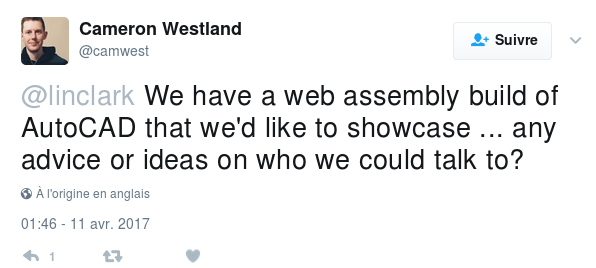 Cameron Westland
@camwest
Suivre
@linclark We have a web assembly build of
AutoCAD that we'd like to showcase ... any
advice or ideas on who we could talk to?
À l'origine en anglais
01:46 - 11 avr. 2017
1